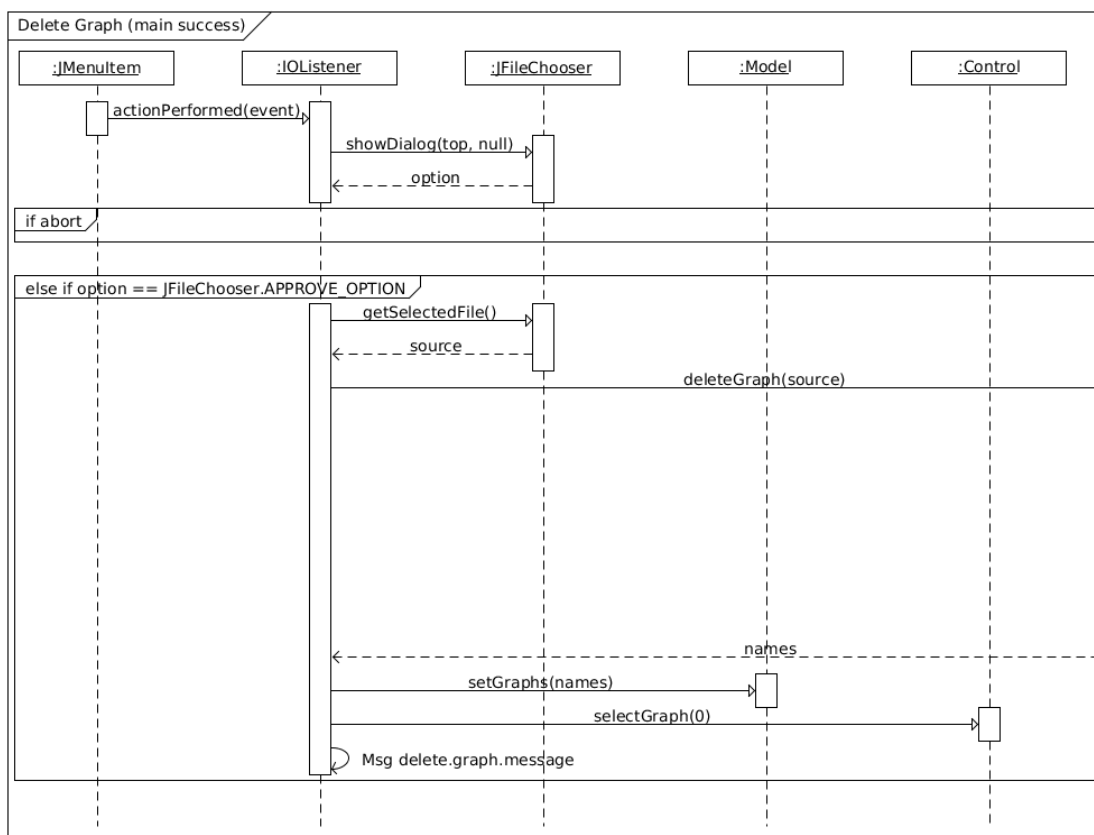 Delete Graph (main success)
:JMenuItem
:IOListener
:JFileChooser
:Model
:Control
actionPerformed(event)
showDialog(top, null)
option
if abort
else if option == JFileChooser.APPROVE_OPTION
getSelectedFile()
source
deleteGraph(source)
names
setGraphs(names)
selectGraph(0)
Msg delete.graph.message